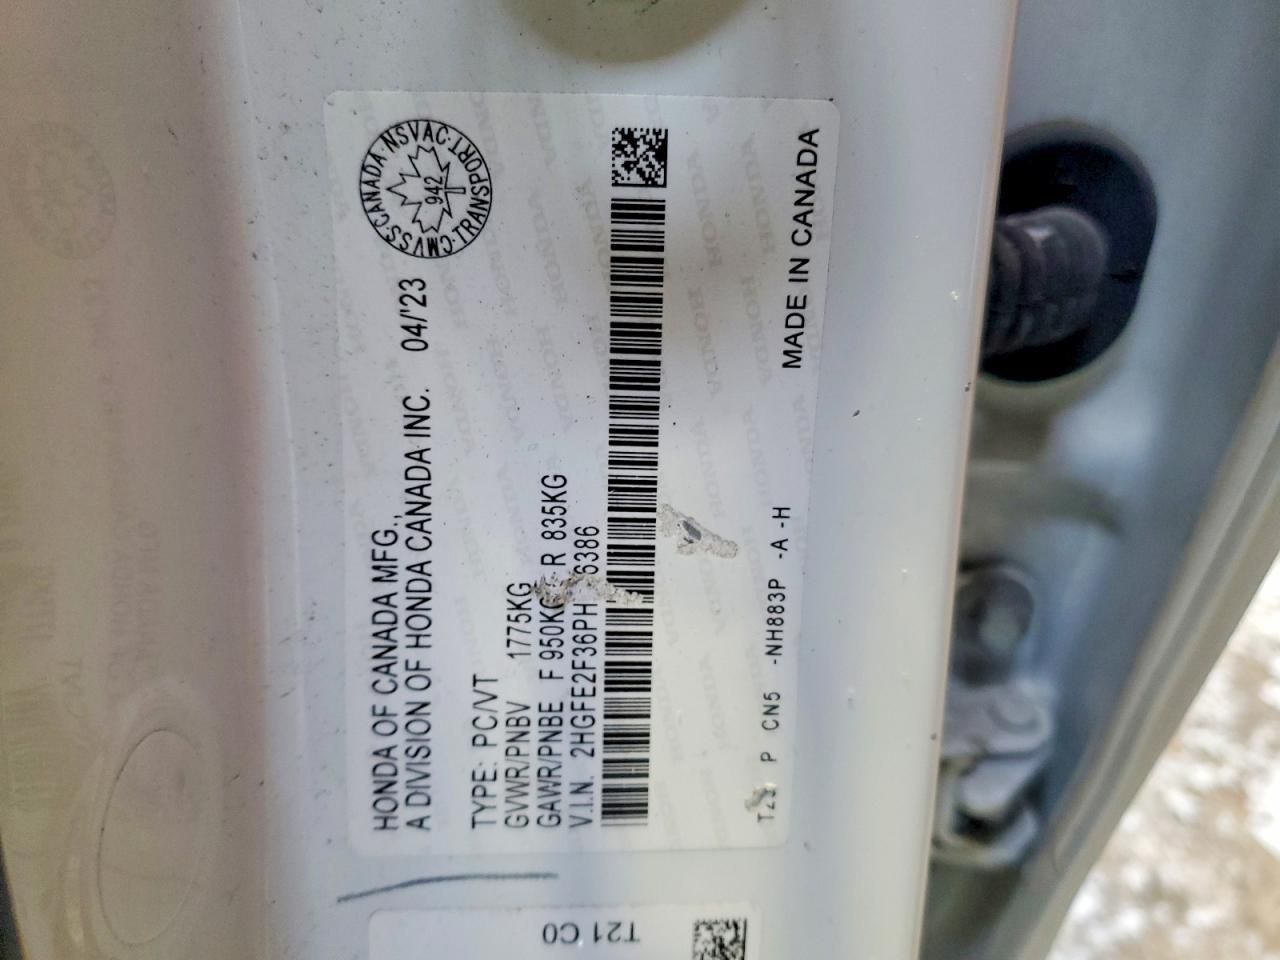 HONDA OF CANADA MFG.,
A DIVISION OF HONDA CANADA INC. 04/'23
CANADA·NSVAC·TRANSPORT·CMVSS·
942
TYPE: PC/VT
GVWR/PNBV 1775KG
GAWR/PNBE F 950KG R 835KG
V.I.N. 2HGFE2F36PH 6386
P CN5 -NH883P -A -H
MADE IN CANADA
T21 C0